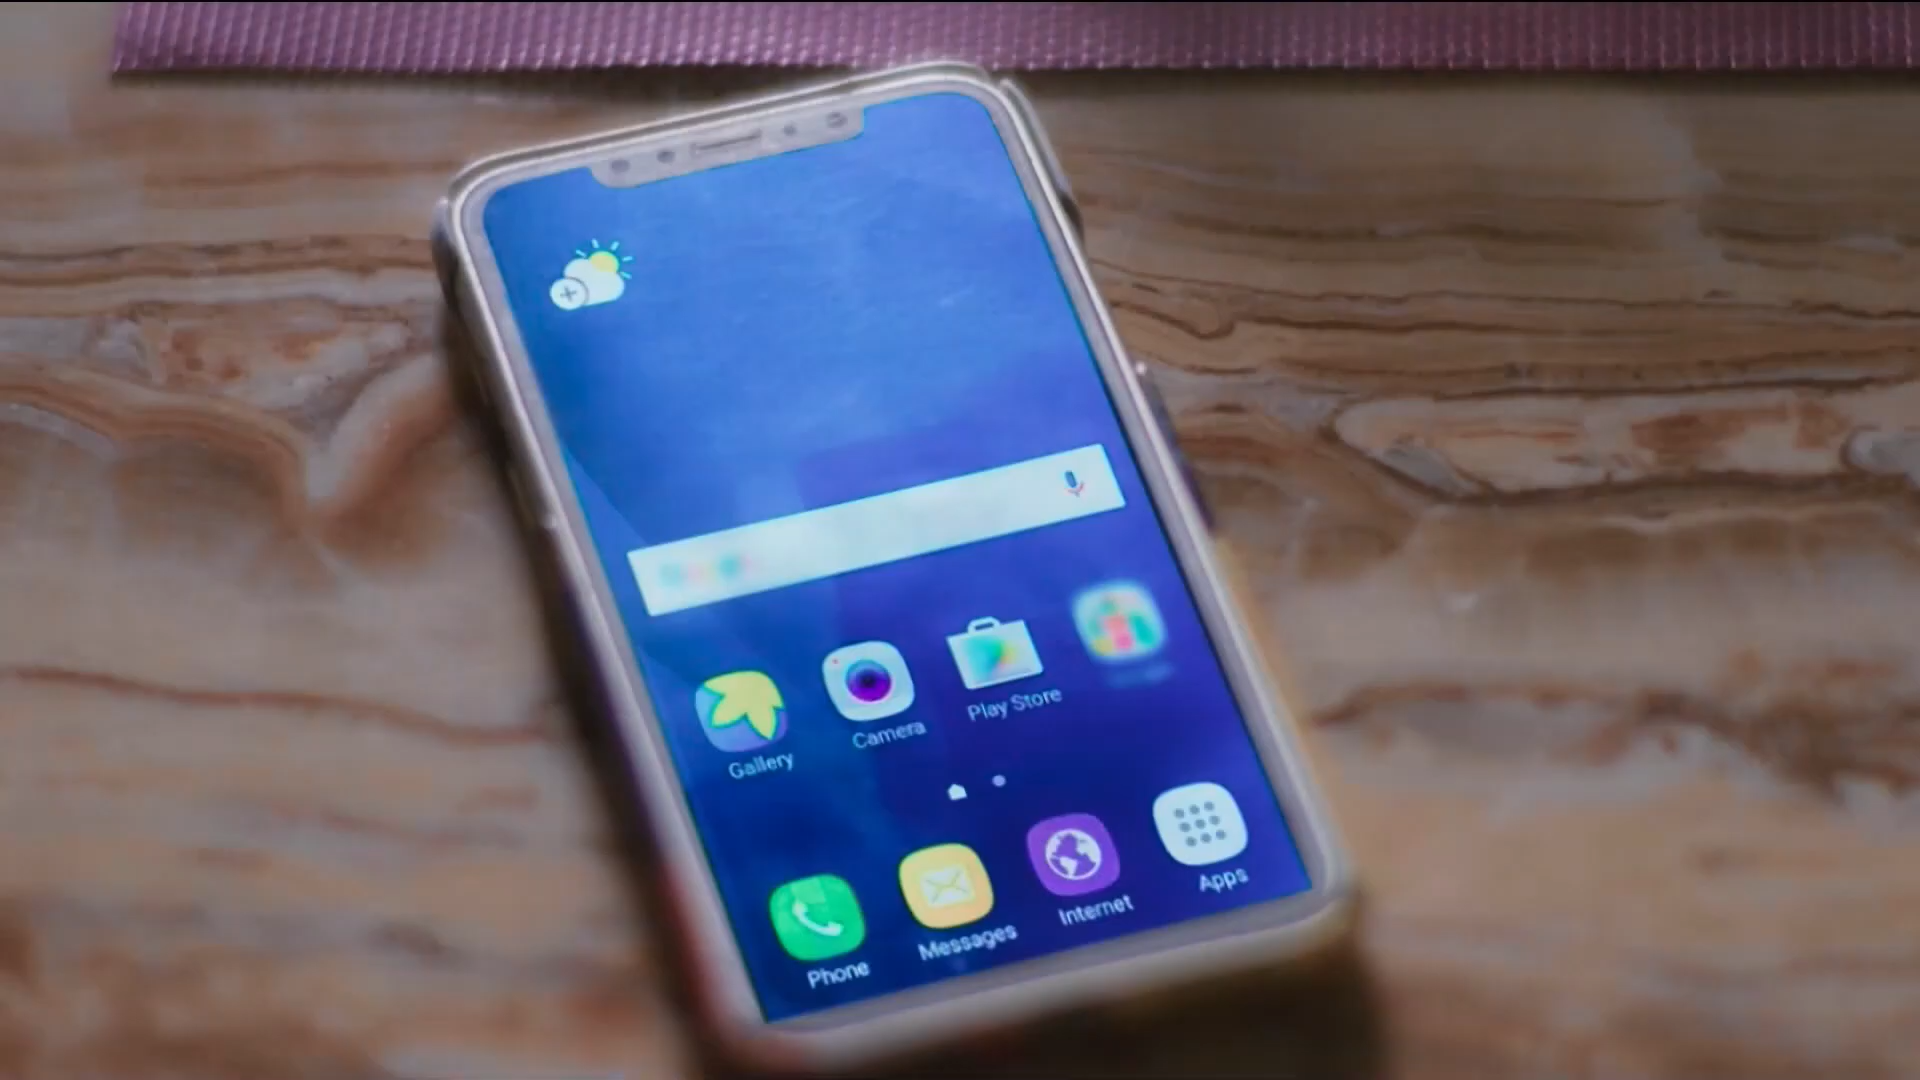 Gallery
Camera
Play Store
Phone
Messages
Internet
Apps